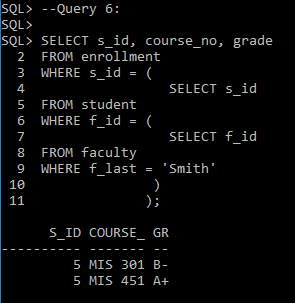 SQL> --Query 6:
SQL>
SQL> SELECT s_id, course_no, grade
  2  FROM enrollment
  3  WHERE s_id = (
  4                  SELECT s_id
  5  FROM student
  6  WHERE f_id = (
  7                  SELECT f_id
  8  FROM faculty
  9  WHERE f_last = 'Smith'
 10                )
 11               );
      S_ID COURSE_ GR
---------- ------- --
         5 MIS 301 B-
         5 MIS 451 A+